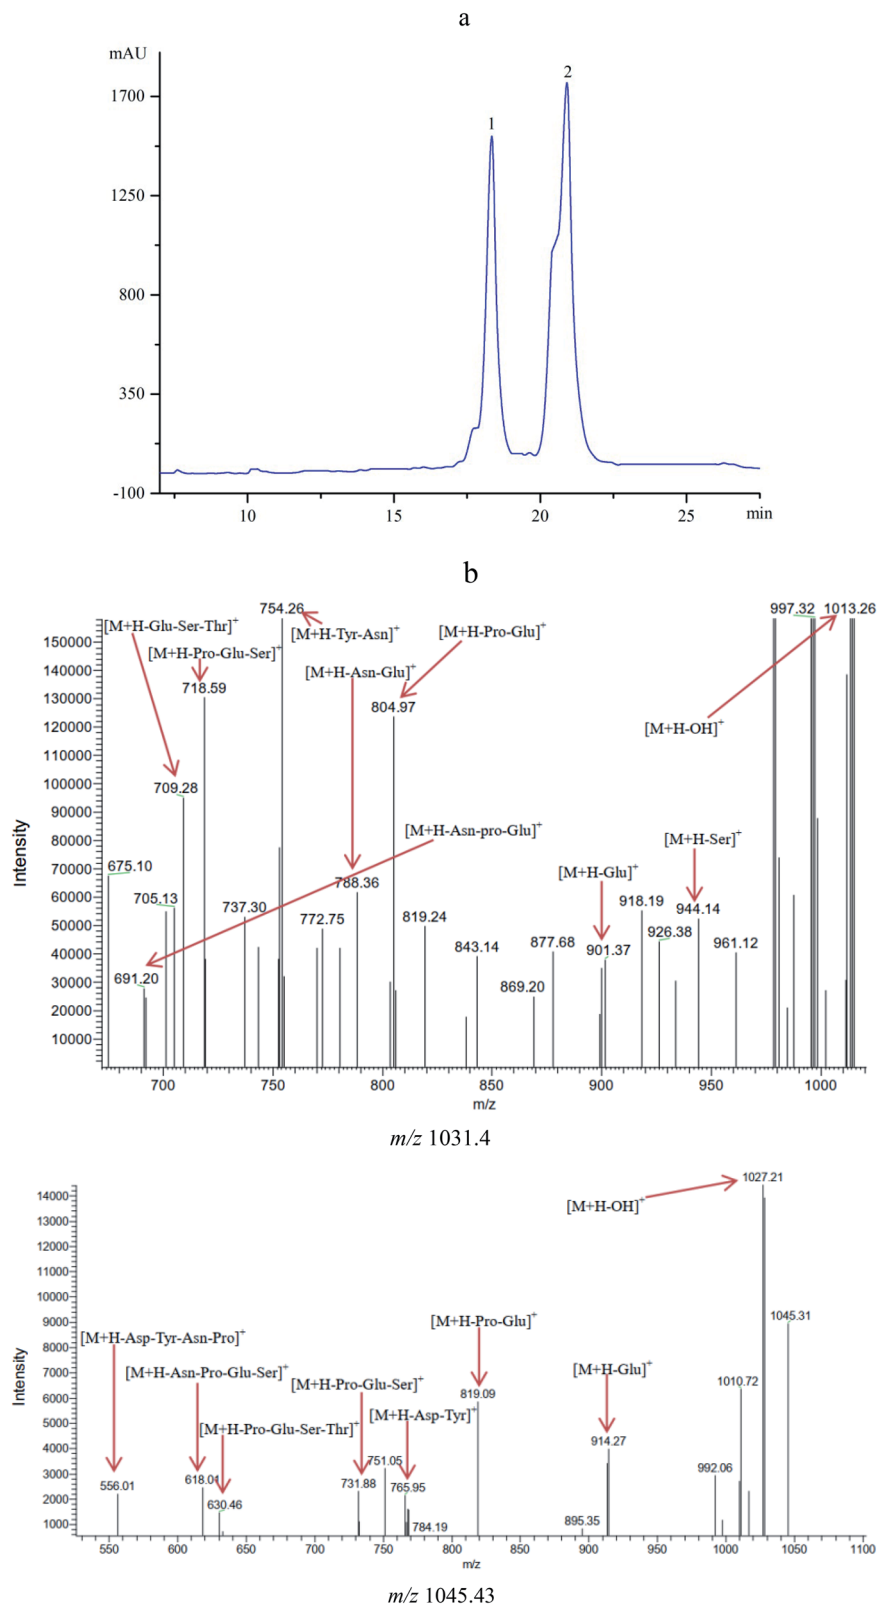 a
mAU
1 2
1700
1250
800
350
-100
10 15 20 25 min
b
754.26 997.32 1013.26
[M+H-Glu-Ser-Thr]+ [M+H-Tyr-Asn]+ [M+H-Pro-Glu]+
[M+H-Pro-Glu-Ser]+
[M+H-Asn-Glu]+
718.59 804.97
[M+H-OH]+
709.28
[M+H-Asn-pro-Glu]+
[M+H-Ser]+
675.10 [M+H-Glu]+
788.36
705.13 737.30 772.75 819.24 918.19 944.14
843.14 877.68 901.37 926.38 961.12
691.20 869.20
150000
140000
130000
120000
110000
100000
90000
80000
70000
60000
50000
40000
30000
20000
10000
Intensity
700 750 800 850 900 950 1000
m/z
m/z 1031.4
1027.21
[M+H-OH]+
[M+H-Pro-Glu]+ 1045.31
[M+H-Asp-Tyr-Asn-Pro]+
[M+H-Asn-Pro-Glu-Ser]+ [M+H-Glu]+
[M+H-Pro-Glu-Ser]+ 819.09 1010.72
[M+H-Pro-Glu-Ser-Thr]+ [M+H-Asp-Tyr]+
914.27
751.05
556.01 618.01 731.88 765.95 992.06
630.46
784.19 895.35
14000
13000
12000
11000
10000
9000
8000
7000
6000
5000
4000
3000
2000
1000
Intensity
550 600 650 700 750 800 850 900 950 1000 1050 1100
m/z
m/z 1045.43